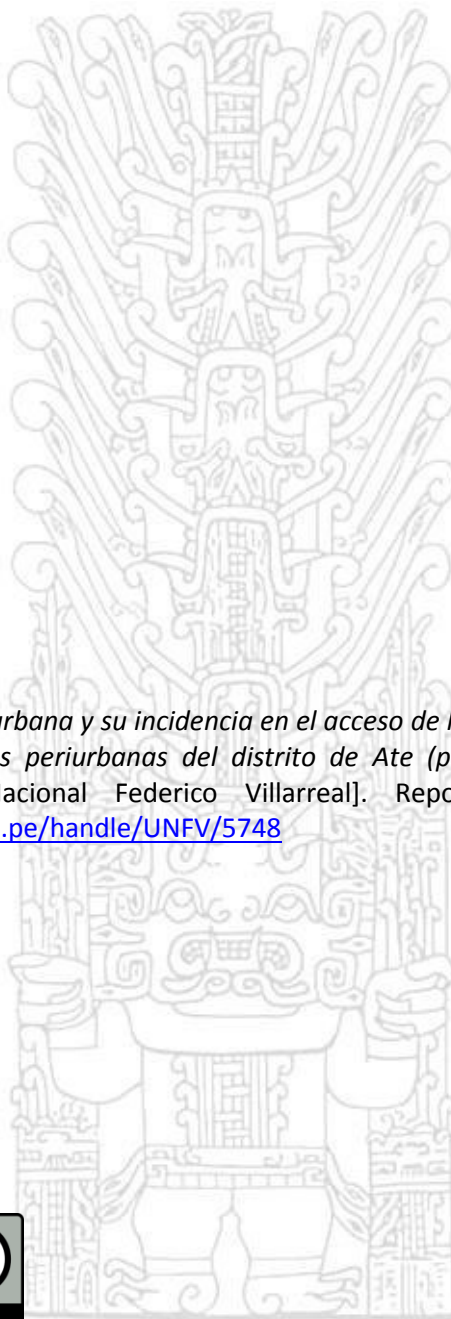 urbana y su incidencia en el acceso de
s periurbanas del distrito de Ate
acional Federico Villarreal].
.pe/handle/UNFV/5748